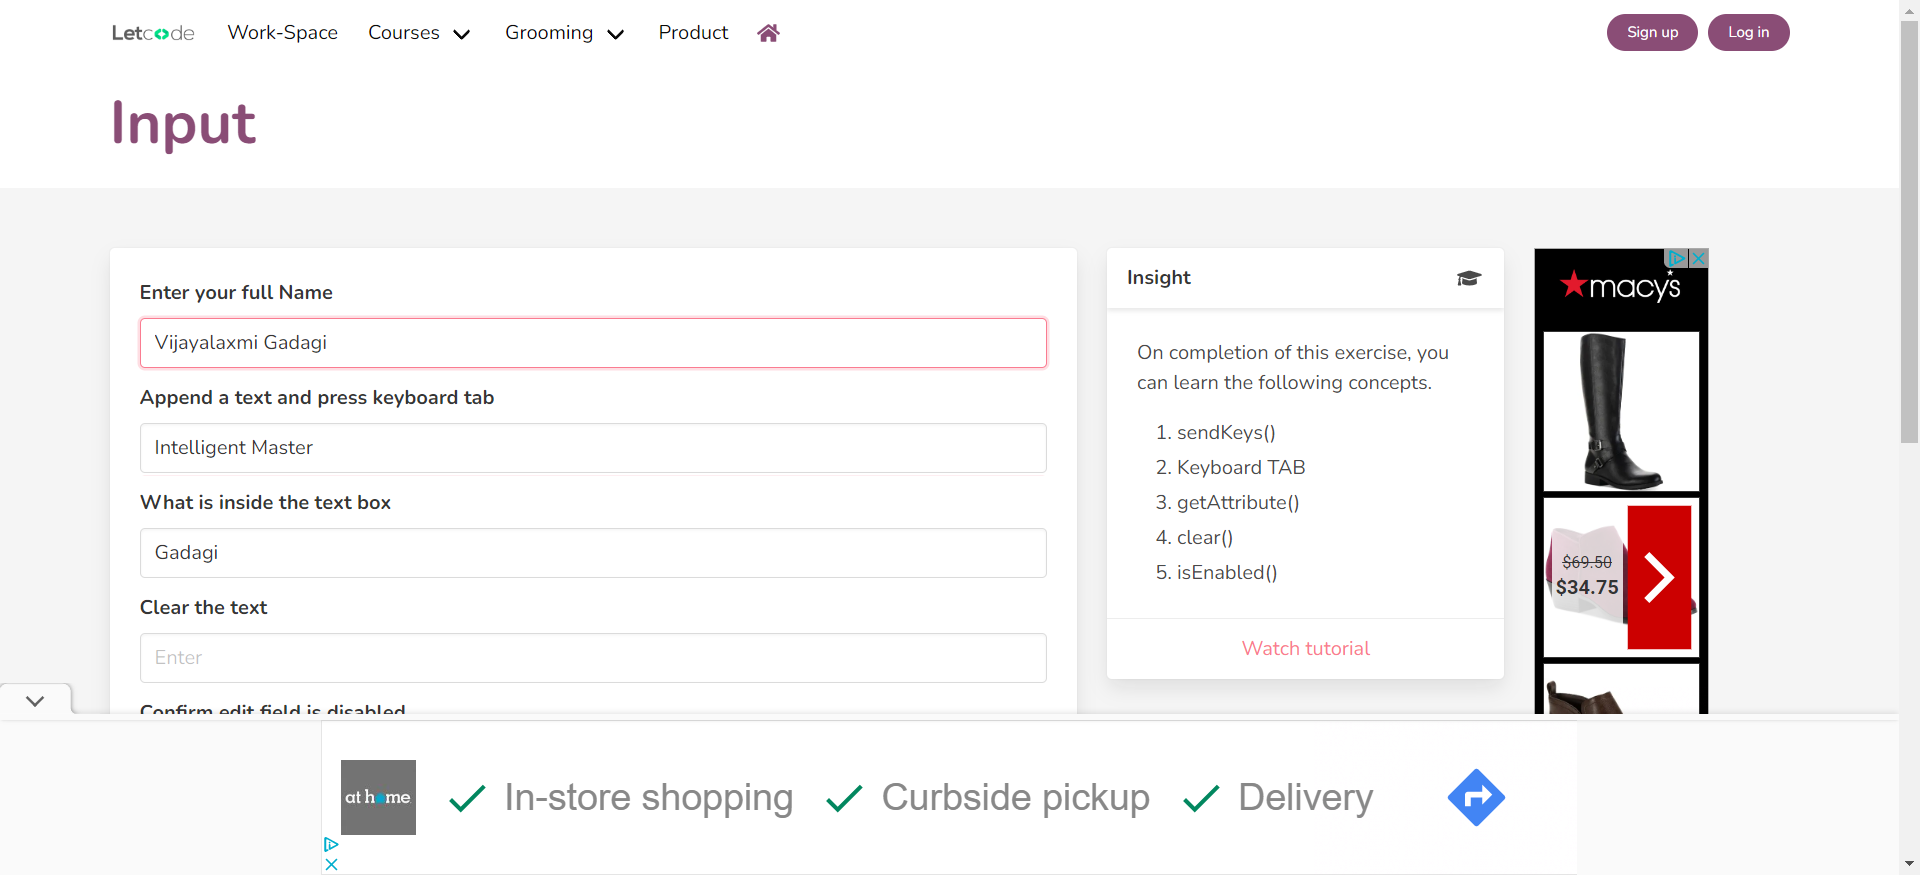 Letcode Work-Space Courses Grooming Product Sign up Log in
Input
Enter your full Name
Vijayalaxmi Gadagi
Append a text and press keyboard tab
Intelligent Master
What is inside the text box
Gadagi
Clear the text
Enter
Confirm edit field is disabled
Insight
On completion of this exercise, you
can learn the following concepts.
1. sendKeys()
2. Keyboard TAB
3. getAttribute()
4. clear()
5. isEnabled()
Watch tutorial
macy's
$69.50
$34.75
at home
In-store shopping Curbside pickup Delivery